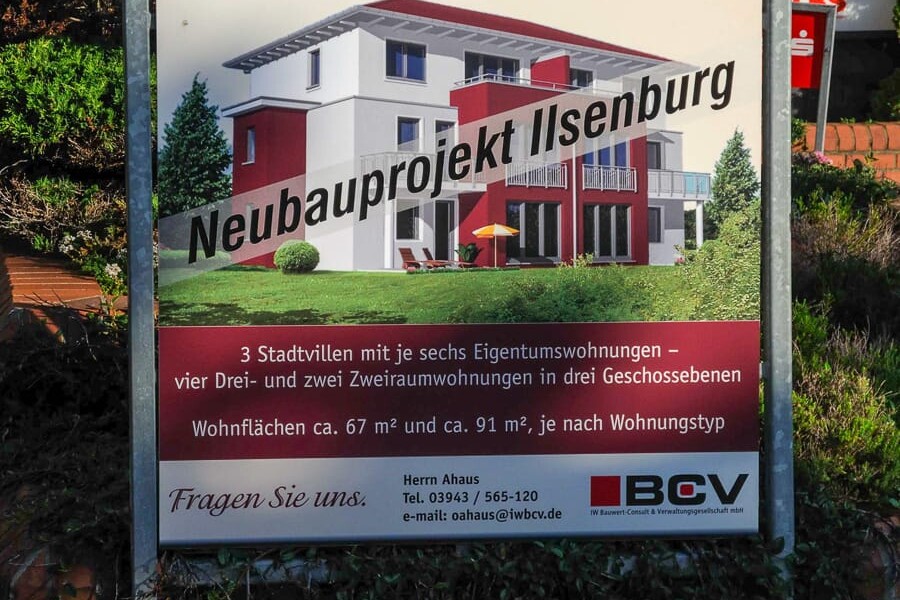 Neubauprojekt Ilsenburg
3 Stadtvillen mit je sechs Eigentumswohnungen –
vier Drei- und zwei Zweiraumwohnungen in drei Geschossebenen
Wohnflächen ca. 67 m² und ca. 91 m², je nach Wohnungstyp
Fragen Sie uns.
Herrn Ahaus
Tel. 03943 / 565-120
e-mail: oahaus@iwbcv.de
BCV
IW Bauwert-Consult & Verwaltungsgesellschaft mbH